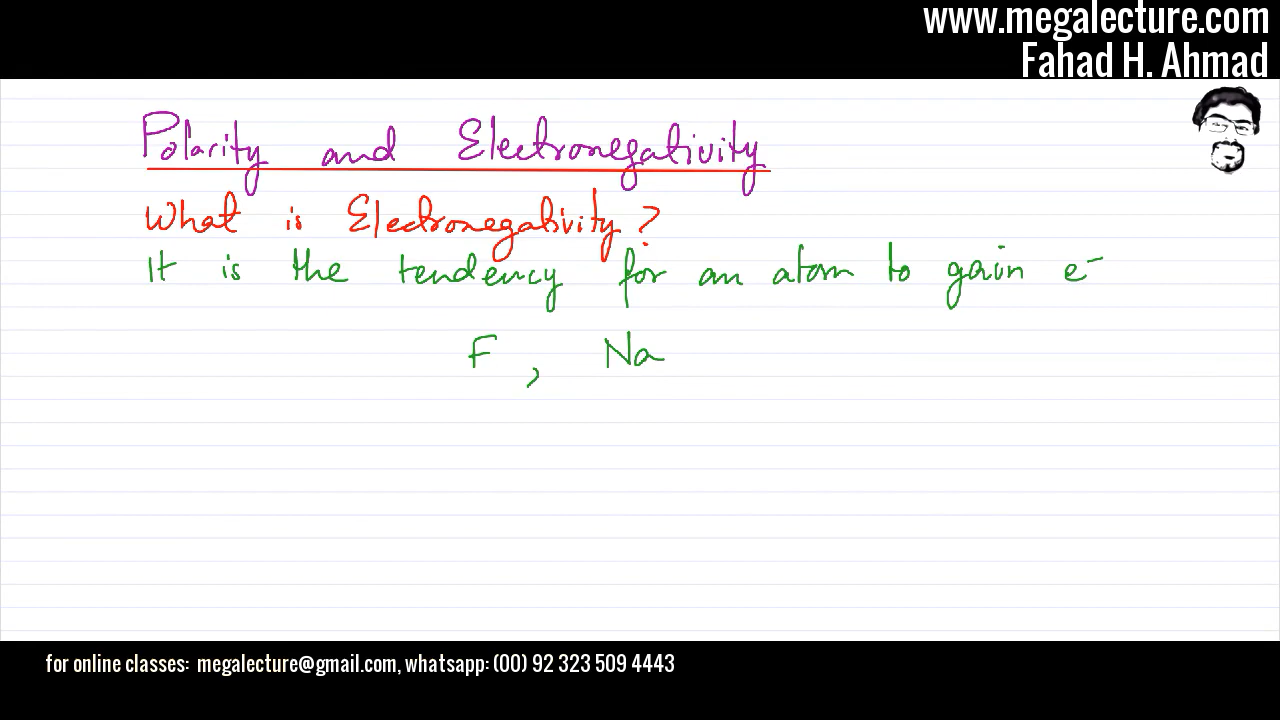 www.megalecture.com
Fahad H. Ahmad
Polarity and Electronegativity
What is Electronegativity?
It is the tendency for an atom to gain e⁻
F , Na
for online classes: megalecture@gmail.com, whatsapp: (00) 92 323 509 4443